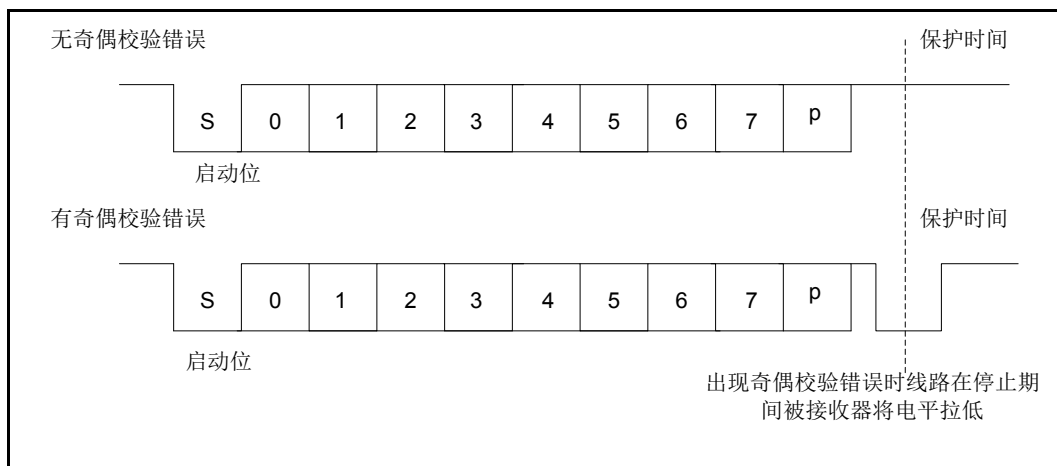 无奇偶校验错误
保护时间
S 0 1 2 3 4 5 6 7 p
启动位
有奇偶校验错误
保护时间
S 0 1 2 3 4 5 6 7 p
启动位
出现奇偶校验错误时线路在停止期
间被接收器将电平拉低